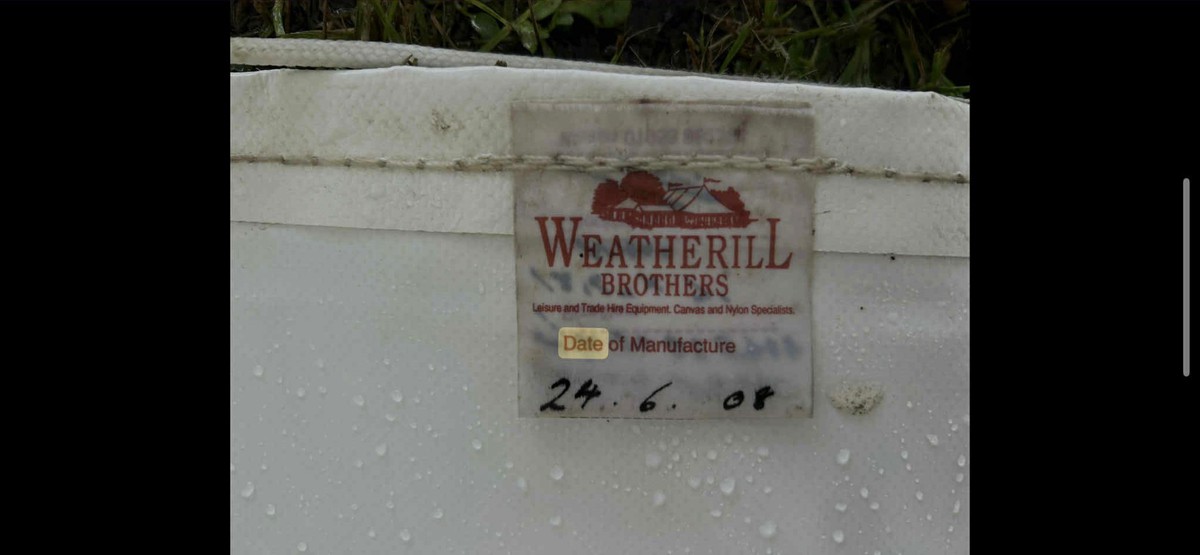 WEATHERILL
BROTHERS
Leisure and Trade Hire Equipment. Canvas and Nylon Specialists.
Date of Manufacture
24. 6. 08